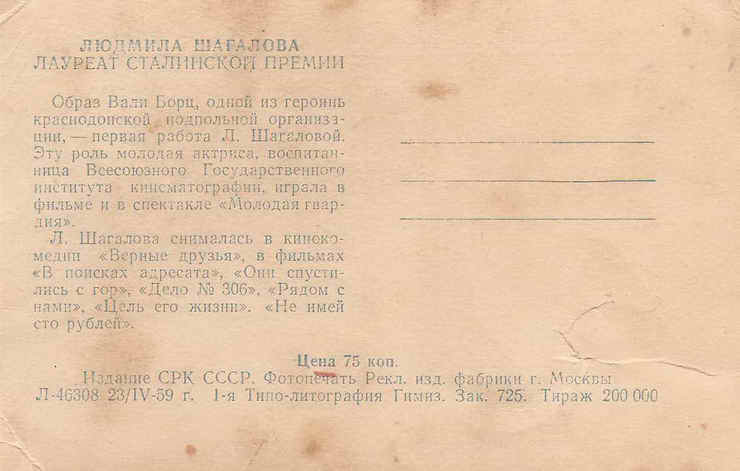 ЛЮДМИЛА ШАГАЛОВА
ЛАУРЕАТ СТАЛИНСКОЙ ПРЕМИИ
Образ Вали Борц, одной из героинь
краснодонской подпольной организа-
ции, — первая работа Л. Шагаловой.
Эту роль молодая актриса, воспитан-
ница Всесоюзного Государственного
института кинематографии, играла в
фильме и в спектакле «Молодая гвар-
дия».
Л. Шагалова снималась в кинеко-
медии «Верные друзья», в фильмах
«В поисках адресата», «Они спусти-
лись с гор», «Дело № 306», «Рядом с
нами», «Цель его жизни». «Не имей
сто рублей».
Цена 75 коп.
Издание СРК СССР. Фотопечать Рекл. изд. фабрики г. Москвы
Л-46308 23/IV-59 г. 1-я Типо-литография Гимиз. Зак. 725. Тираж 200 000